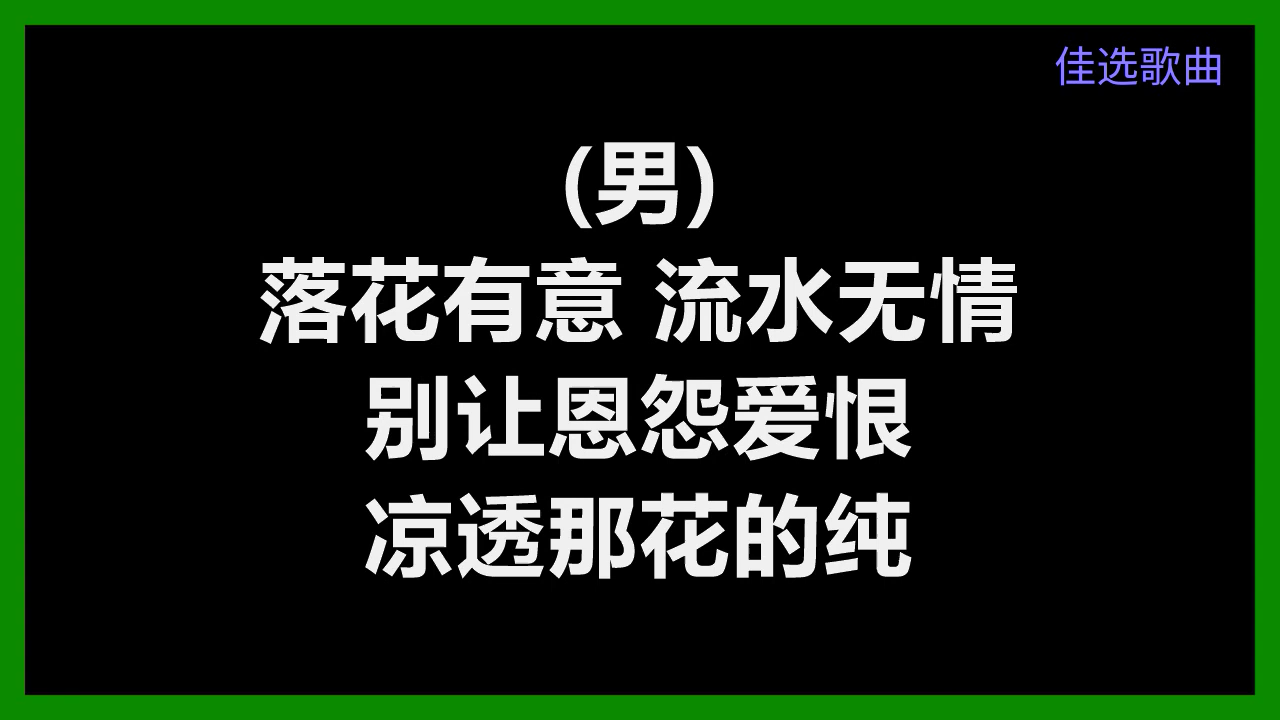 佳选歌曲
(男)
落花有意 流水无情
别让恩怨爱恨
凉透那花的纯